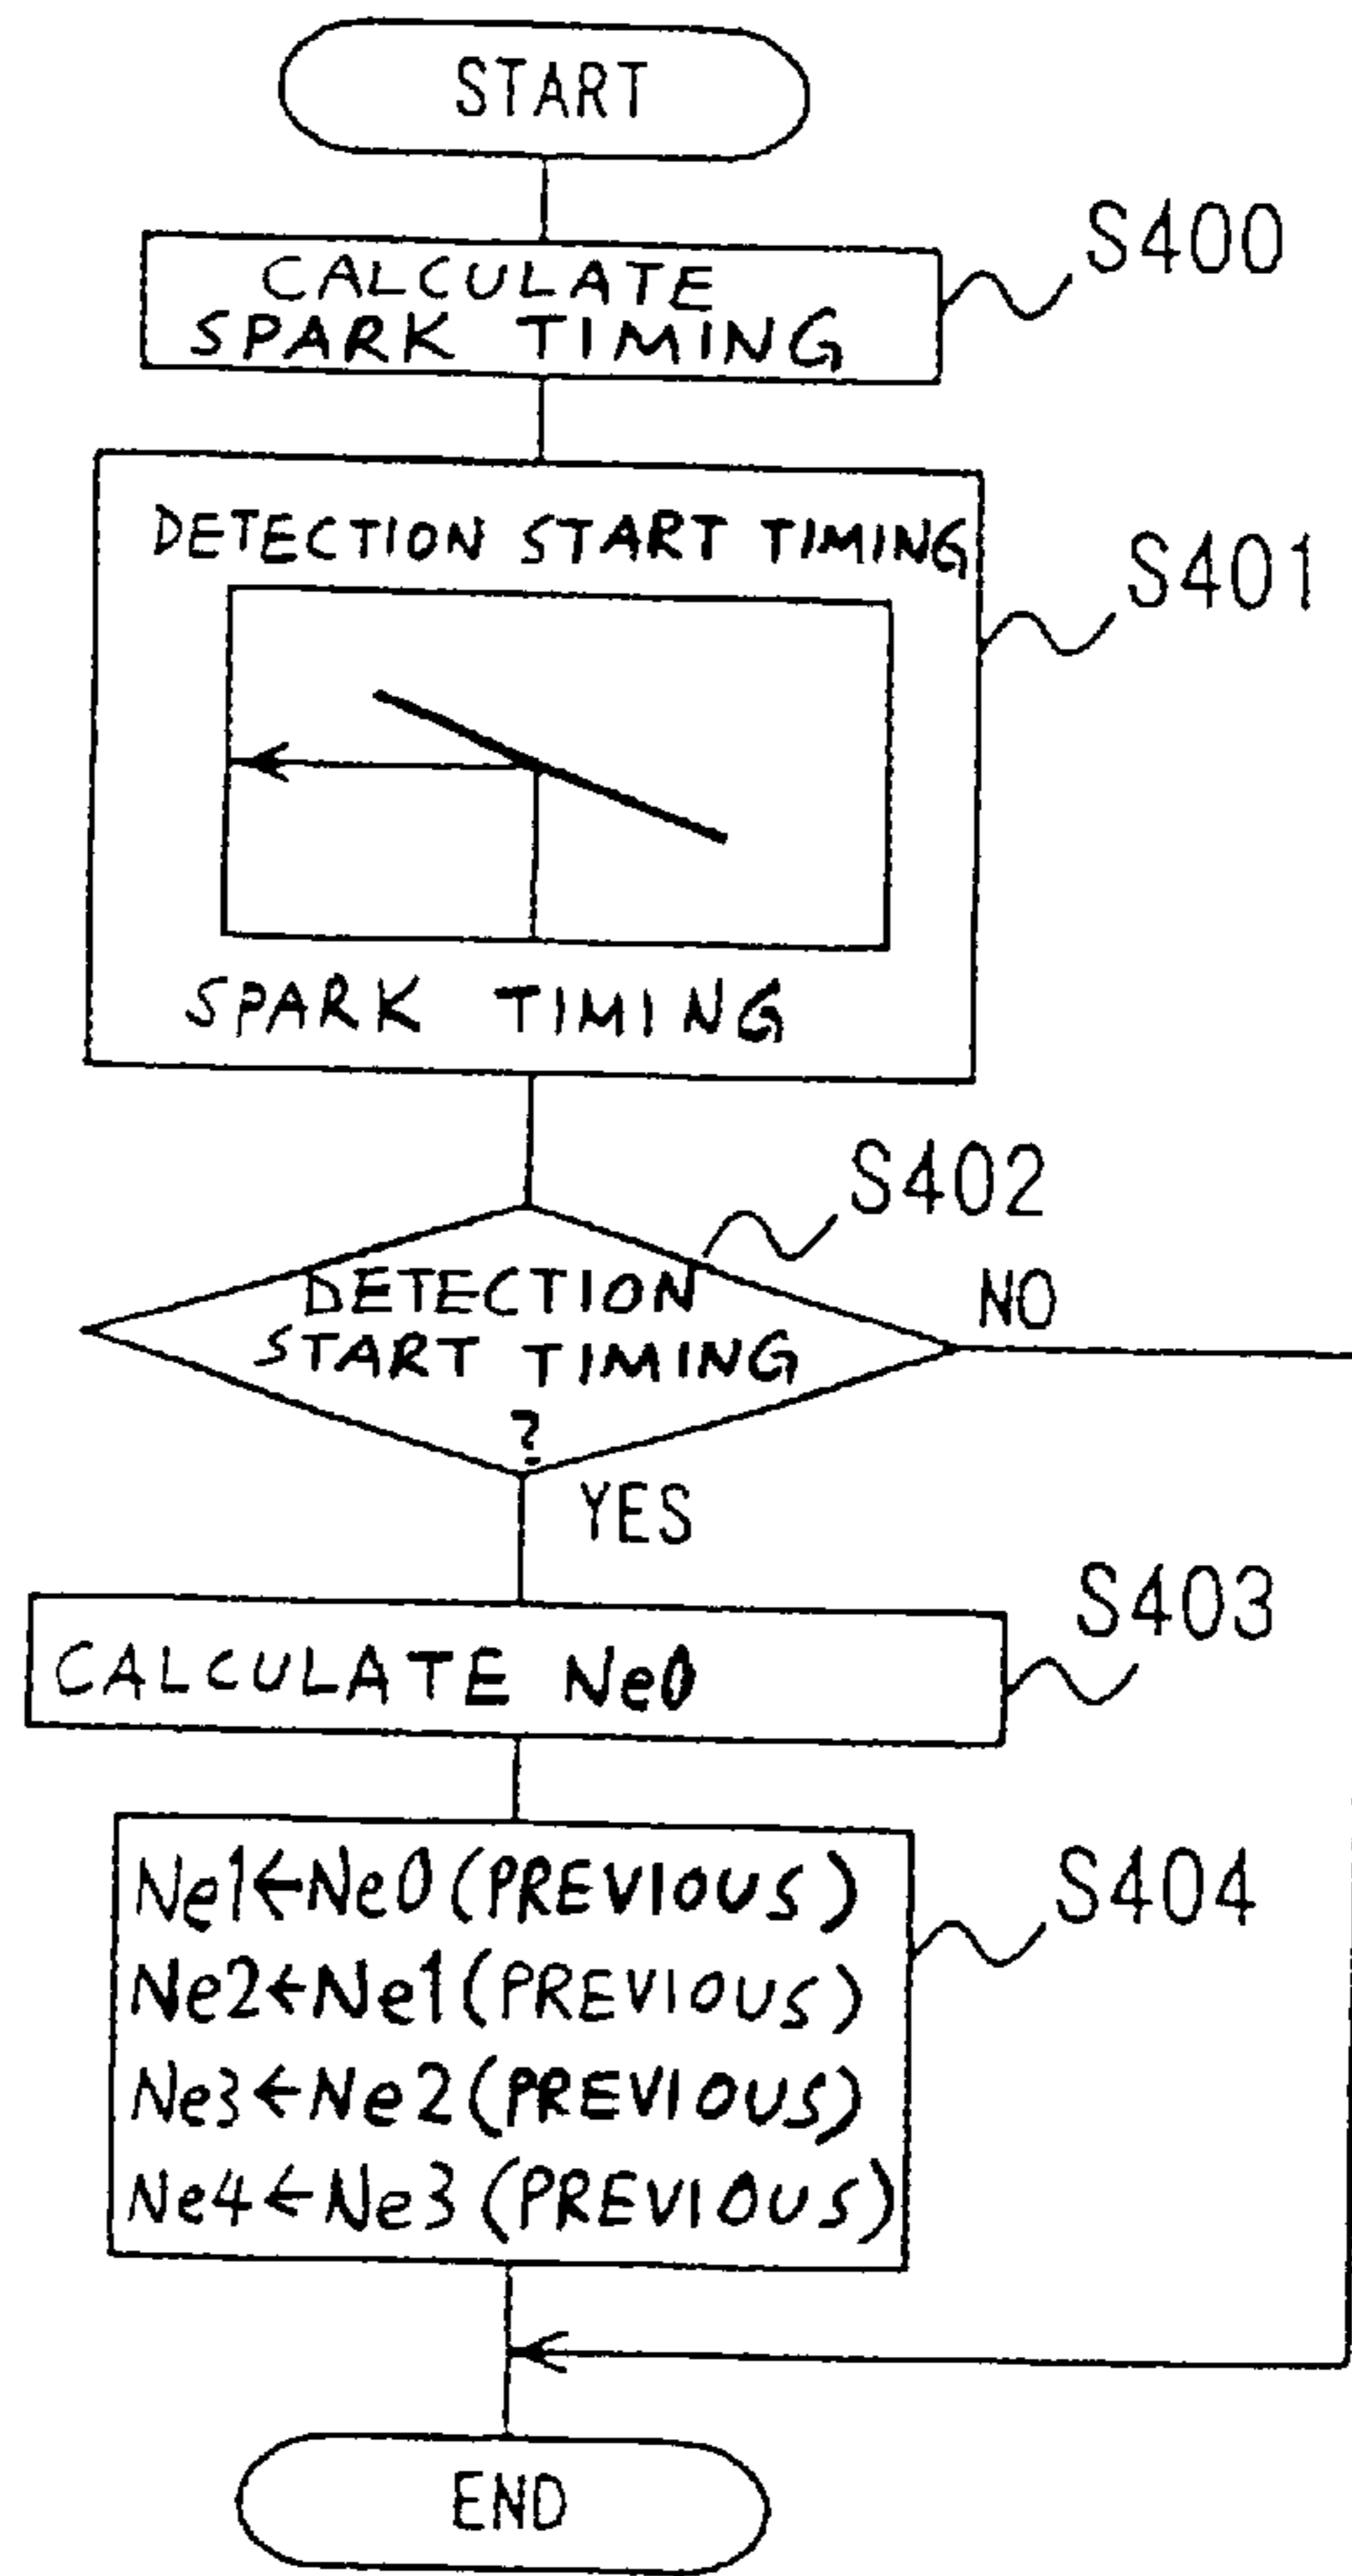 START
S400
CALCULATE
SPARK TIMING
DETECTION START TIMING
S401
SPARK TIMING
S402
DETECTION
START TIMING
?
NO
YES
S403
CALCULATE Ne0
S404
Ne1←Ne0 (PREVIOUS)
Ne2←Ne1 (PREVIOUS)
Ne3←Ne2 (PREVIOUS)
Ne4←Ne3 (PREVIOUS)
END